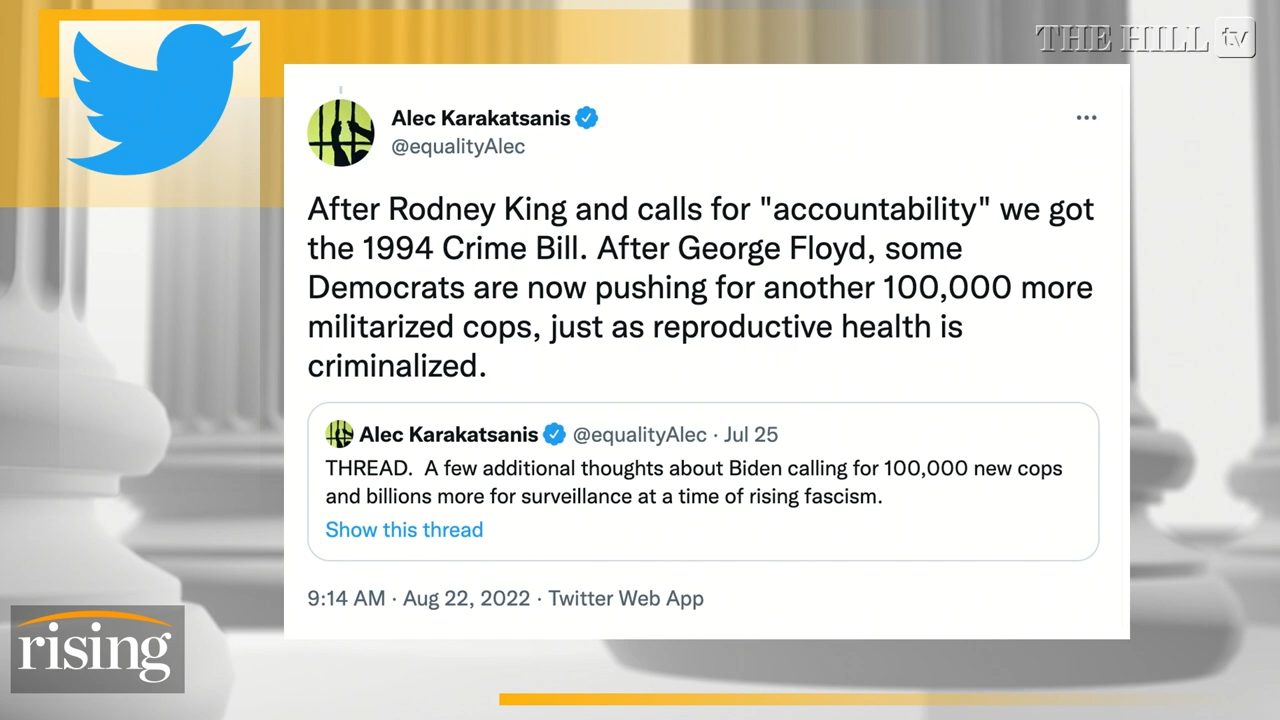 THE HILL tv
Alec Karakatsanis
@equalityAlec
After Rodney King and calls for "accountability" we got
the 1994 Crime Bill. After George Floyd, some
Democrats are now pushing for another 100,000 more
militarized cops, just as reproductive health is
criminalized.
Alec Karakatsanis @equalityAlec · Jul 25
THREAD. A few additional thoughts about Biden calling for 100,000 new cops
and billions more for surveillance at a time of rising fascism.
Show this thread
9:14 AM · Aug 22, 2022 · Twitter Web App
rising